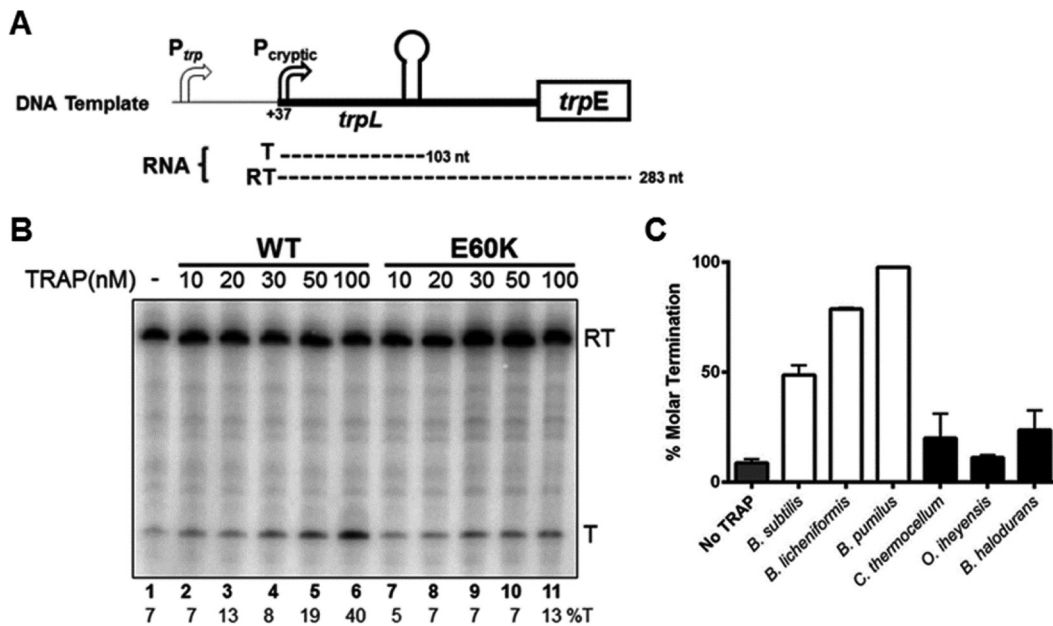 A
Ptrp
Pcryptic
DNA Template
+37
trpL
trpE
RNA {
T
103 nt
RT
283 nt
B
WT
E60K
TRAP(nM) - 10 20 30 50 100 10 20 30 50 100
RT
T
1 2 3 4 5 6 7 8 9 10 11
7 7 13 8 19 40 5 7 7 7 13 %T
C
% Molar Termination
100
50
0
No TRAP
B. subtilis
B. licheniformis
B. pumilus
C. thermocellum
O. iheyensis
B. halodurans